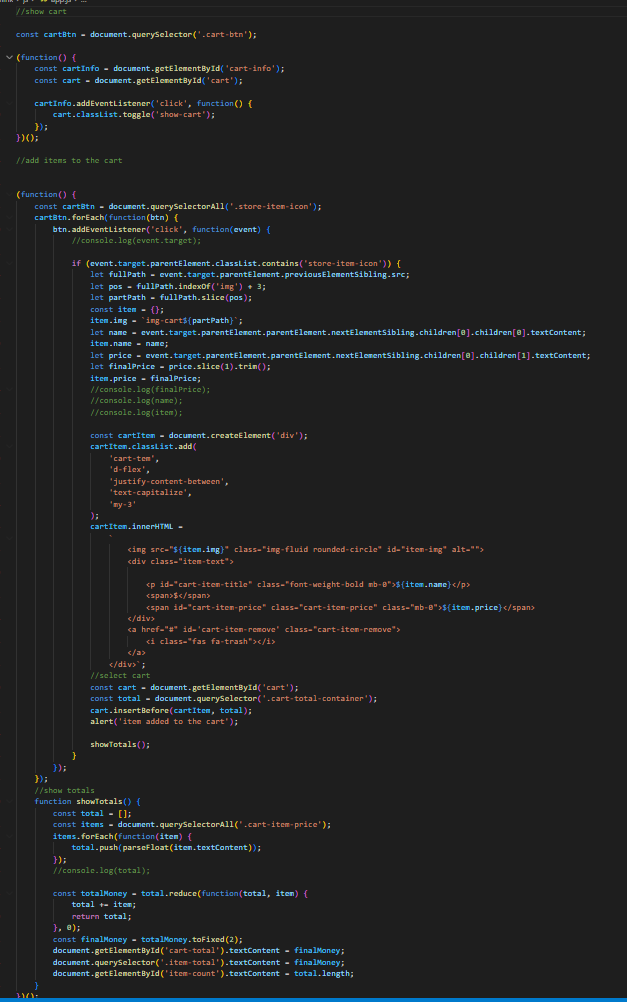 //show cart
const cartBtn = document.querySelector('.cart-btn');
(function() {
const cartInfo = document.getElementById('cart-info');
const cart = document.getElementById('cart');
cartInfo.addEventListener('click', function() {
cart.classList.toggle('show-cart');
});
})();
//add items to the cart
(function() {
const cartBtn = document.querySelectorAll('.store-item-icon');
cartBtn.forEach(function(btn) {
btn.addEventListener('click', function(event) {
//console.log(event.target);
if (event.target.parentElement.classList.contains('store-item-icon')) {
let fullPath = event.target.parentElement.previousElementSibling.src;
let pos = fullPath.indexOf('img') + 3;
let partPath = fullPath.slice(pos);
const item = {};
item.img = `img-cart${partPath}`;
let name = event.target.parentElement.parentElement.nextElementSibling.children[0].children[0].textContent;
item.name = name;
let price = event.target.parentElement.parentElement.nextElementSibling.children[0].children[1].textContent;
let finalPrice = price.slice(1).trim();
item.price = finalPrice;
//console.log(finalPrice);
//console.log(name);
//console.log(item);
const cartItem = document.createElement('div');
cartItem.classList.add(
'cart-tem',
'd-flex',
'justify-content-between',
'text-capitalize',
'my-3'
);
cartItem.innerHTML =
`
<img src="${item.img}" class="img-fluid rounded-circle" id="item-img" alt="">
<div class="item-text">
<p id="cart-item-title" class="font-weight-bold mb-0">${item.name}</p>
<span>$</span>
<span id="cart-item-price" class="cart-item-price" class="mb-0">${item.price}</span>
</div>
<a href="#" id='cart-item-remove' class="cart-item-remove">
<i class="fas fa-trash"></i>
</a>
</div>`;
//select cart
const cart = document.getElementById('cart');
const total = document.querySelector('.cart-total-container');
cart.insertBefore(cartItem, total);
alert('item added to the cart');
showTotals();
}
});
});
//show totals
function showTotals() {
const total = [];
const items = document.querySelectorAll('.cart-item-price');
items.forEach(function(item) {
total.push(parseFloat(item.textContent));
});
//console.log(total);
const totalMoney = total.reduce(function(total, item) {
total += item;
return total;
}, 0);
const finalMoney = totalMoney.toFixed(2);
document.getElementById('cart-total').textContent = finalMoney;
document.querySelector('.item-total').textContent = finalMoney;
document.getElementById('item-count').textContent = total.length;
}
})();